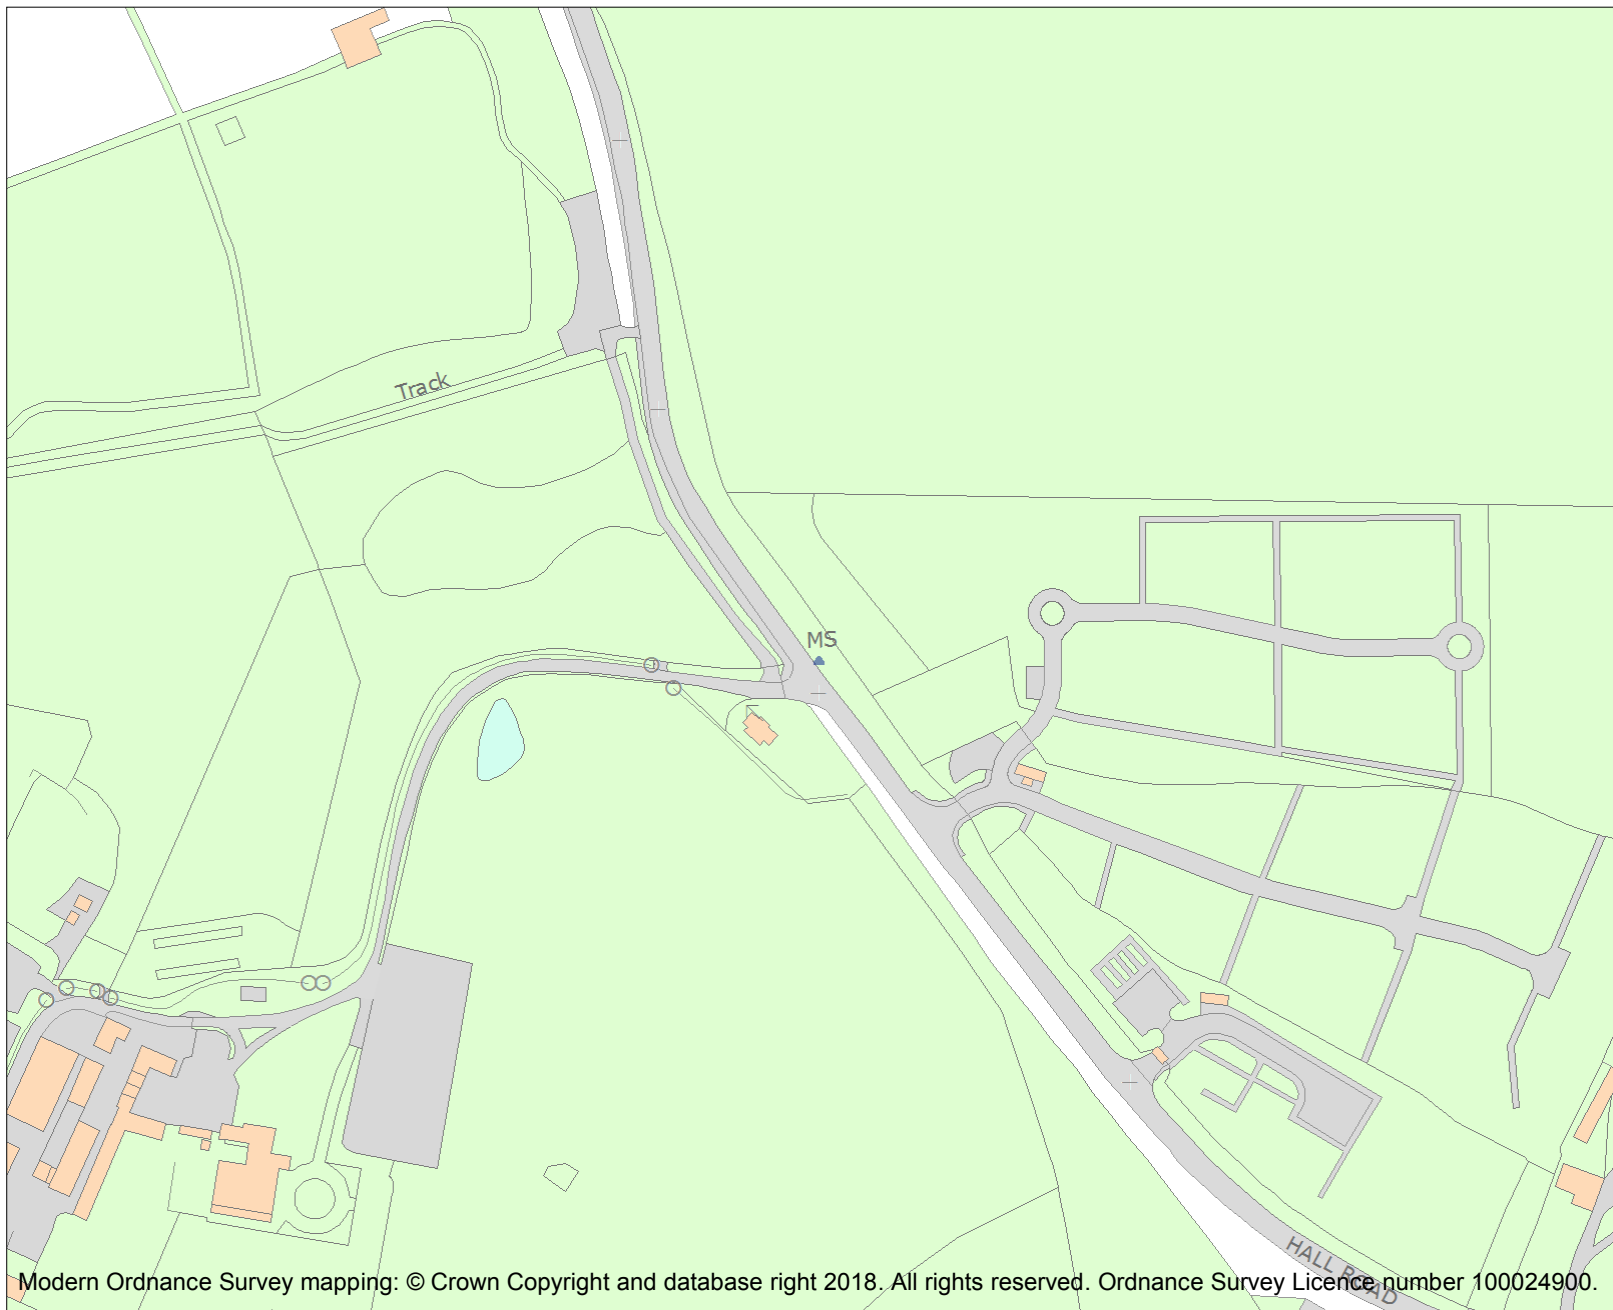 Track
MS
HALL ROAD
Modern Ordnance Survey mapping: © Crown Copyright and database right 2018. All rights reserved. Ordnance Survey Licence number 100024900.